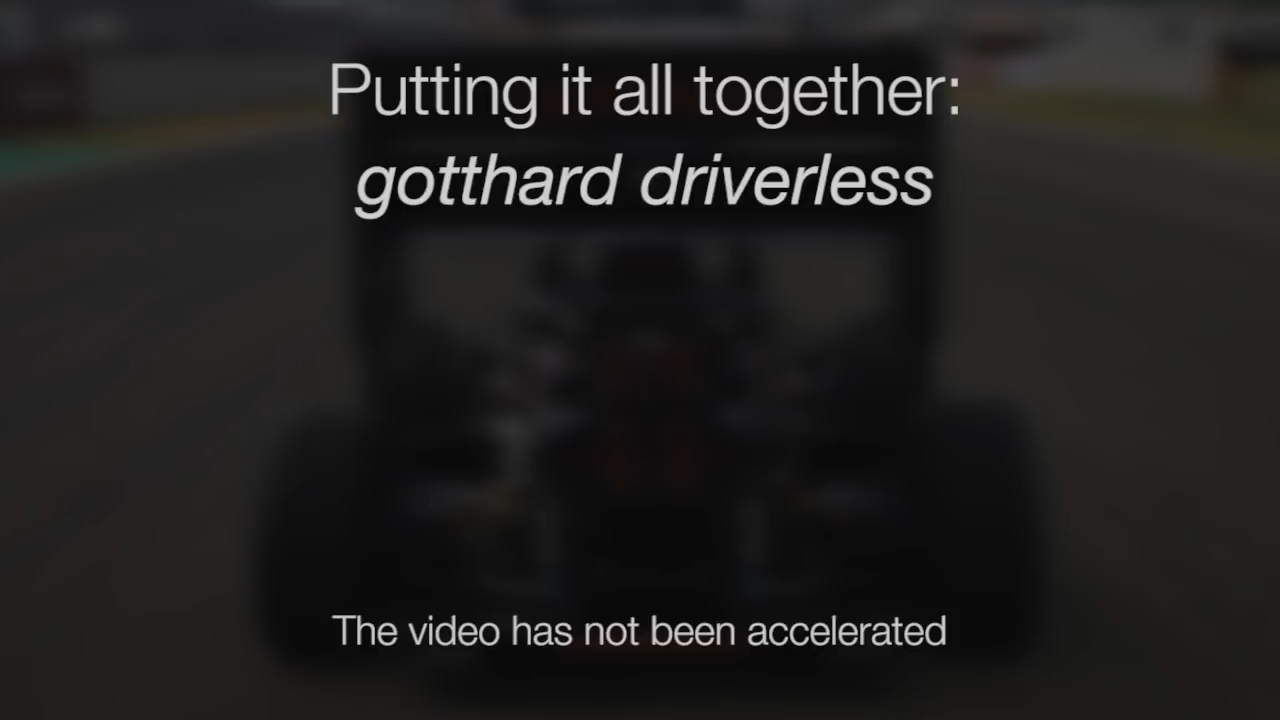 Putting it all together:
gotthard driverless
The video has not been accelerated